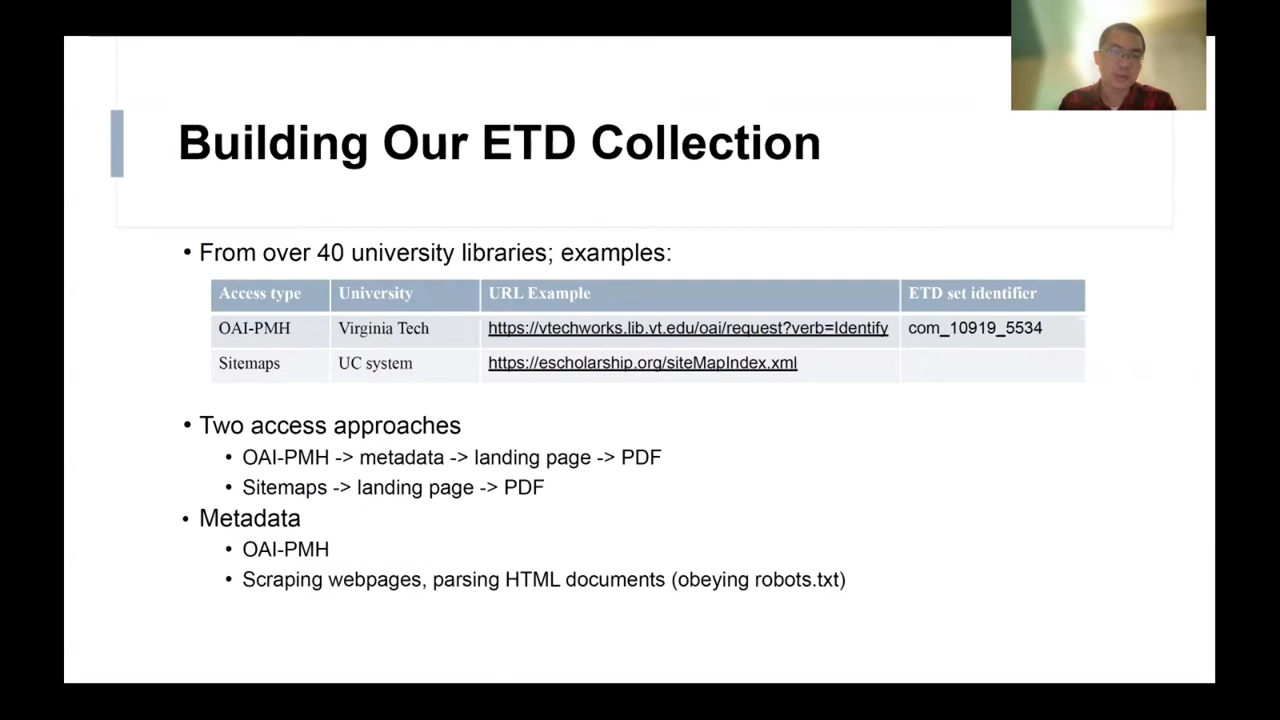 Building Our ETD Collection
• From over 40 university libraries; examples:
Access type University URL Example ETD set identifier
OAI-PMH Virginia Tech https://vtechworks.lib.vt.edu/oai/request?verb=Identify com_10919_5534
Sitemaps UC system https://escholarship.org/siteMapIndex.xml
• Two access approaches
• OAI-PMH -> metadata -> landing page -> PDF
• Sitemaps -> landing page -> PDF
• Metadata
• OAI-PMH
• Scraping webpages, parsing HTML documents (obeying robots.txt)